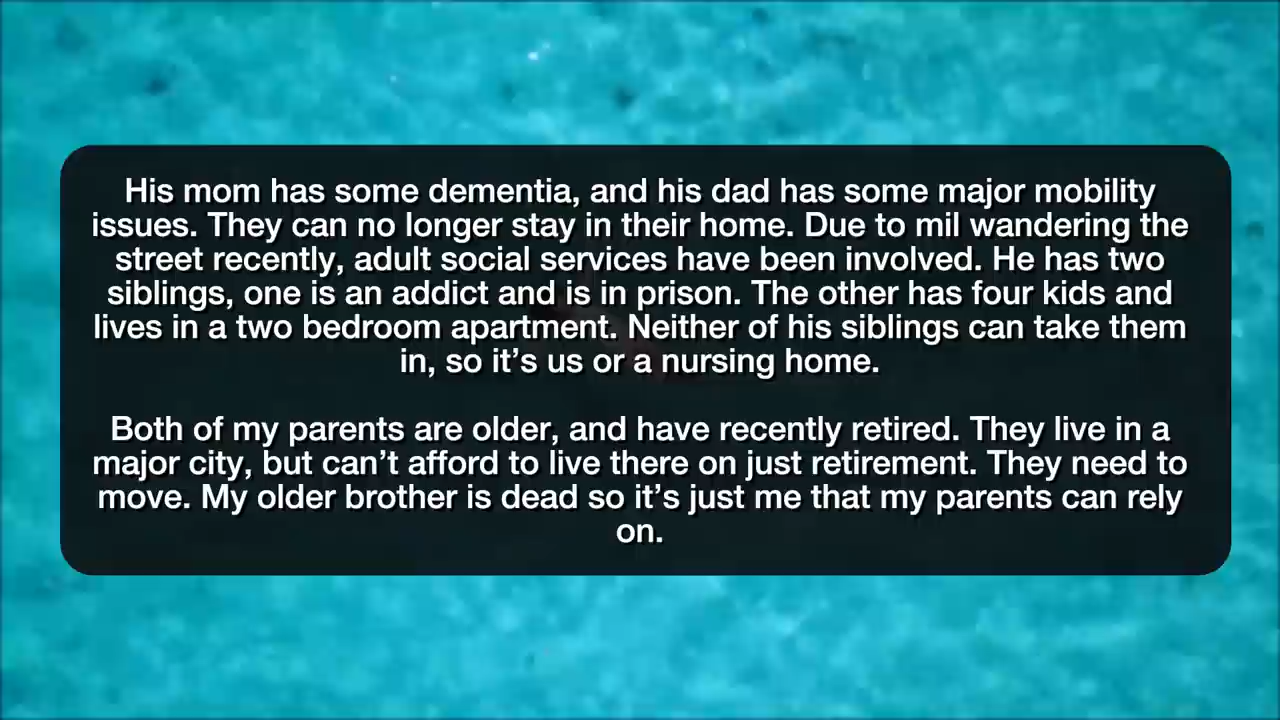 His mom has some dementia, and his dad has some major mobility
issues. They can no longer stay in their home. Due to mil wandering the
street recently, adult social services have been involved. He has two
siblings, one is an addict and is in prison. The other has four kids and
lives in a two bedroom apartment. Neither of his siblings can take them
in, so it’s us or a nursing home.
Both of my parents are older, and have recently retired. They live in a
major city, but can’t afford to live there on just retirement. They need to
move. My older brother is dead so it’s just me that my parents can rely
on.